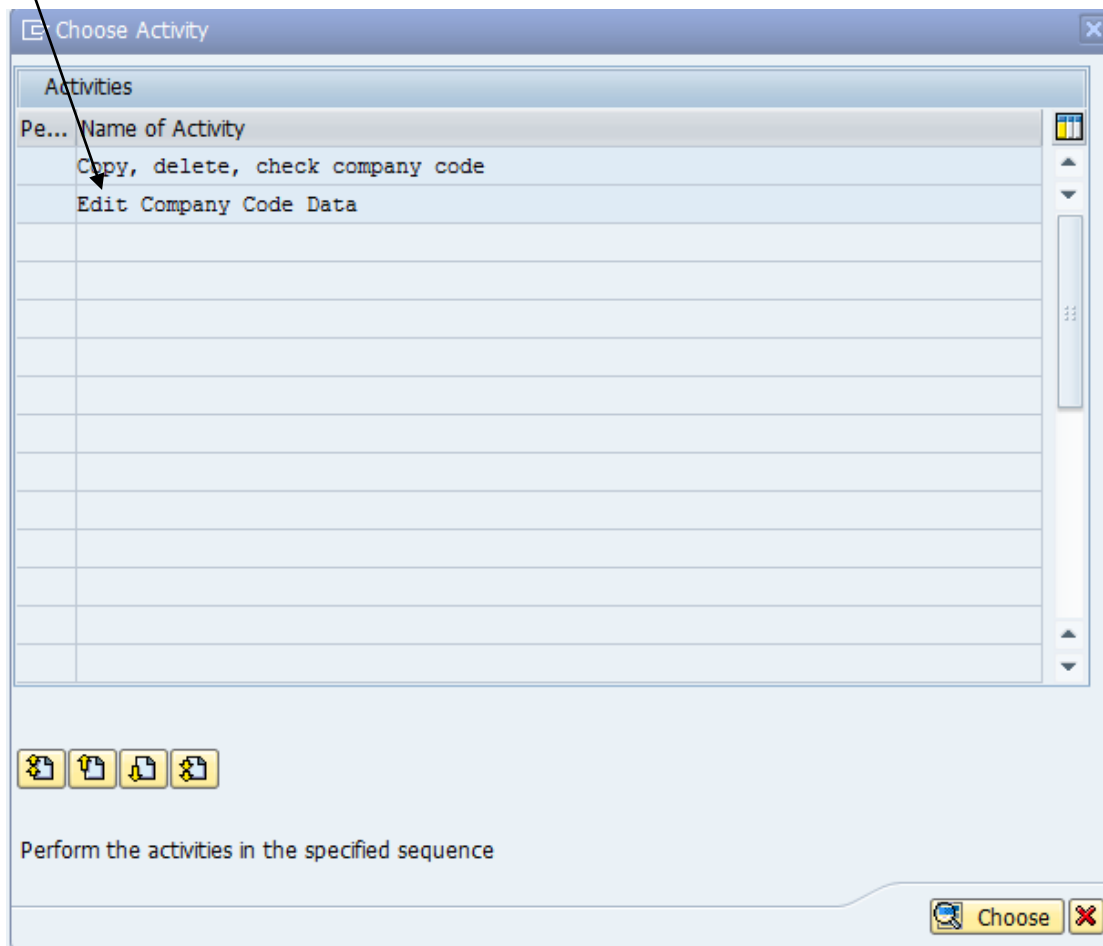 Choose Activity
Activities
Pe... Name of Activity
Copy, delete, check company code
Edit Company Code Data
Perform the activities in the specified sequence
Choose